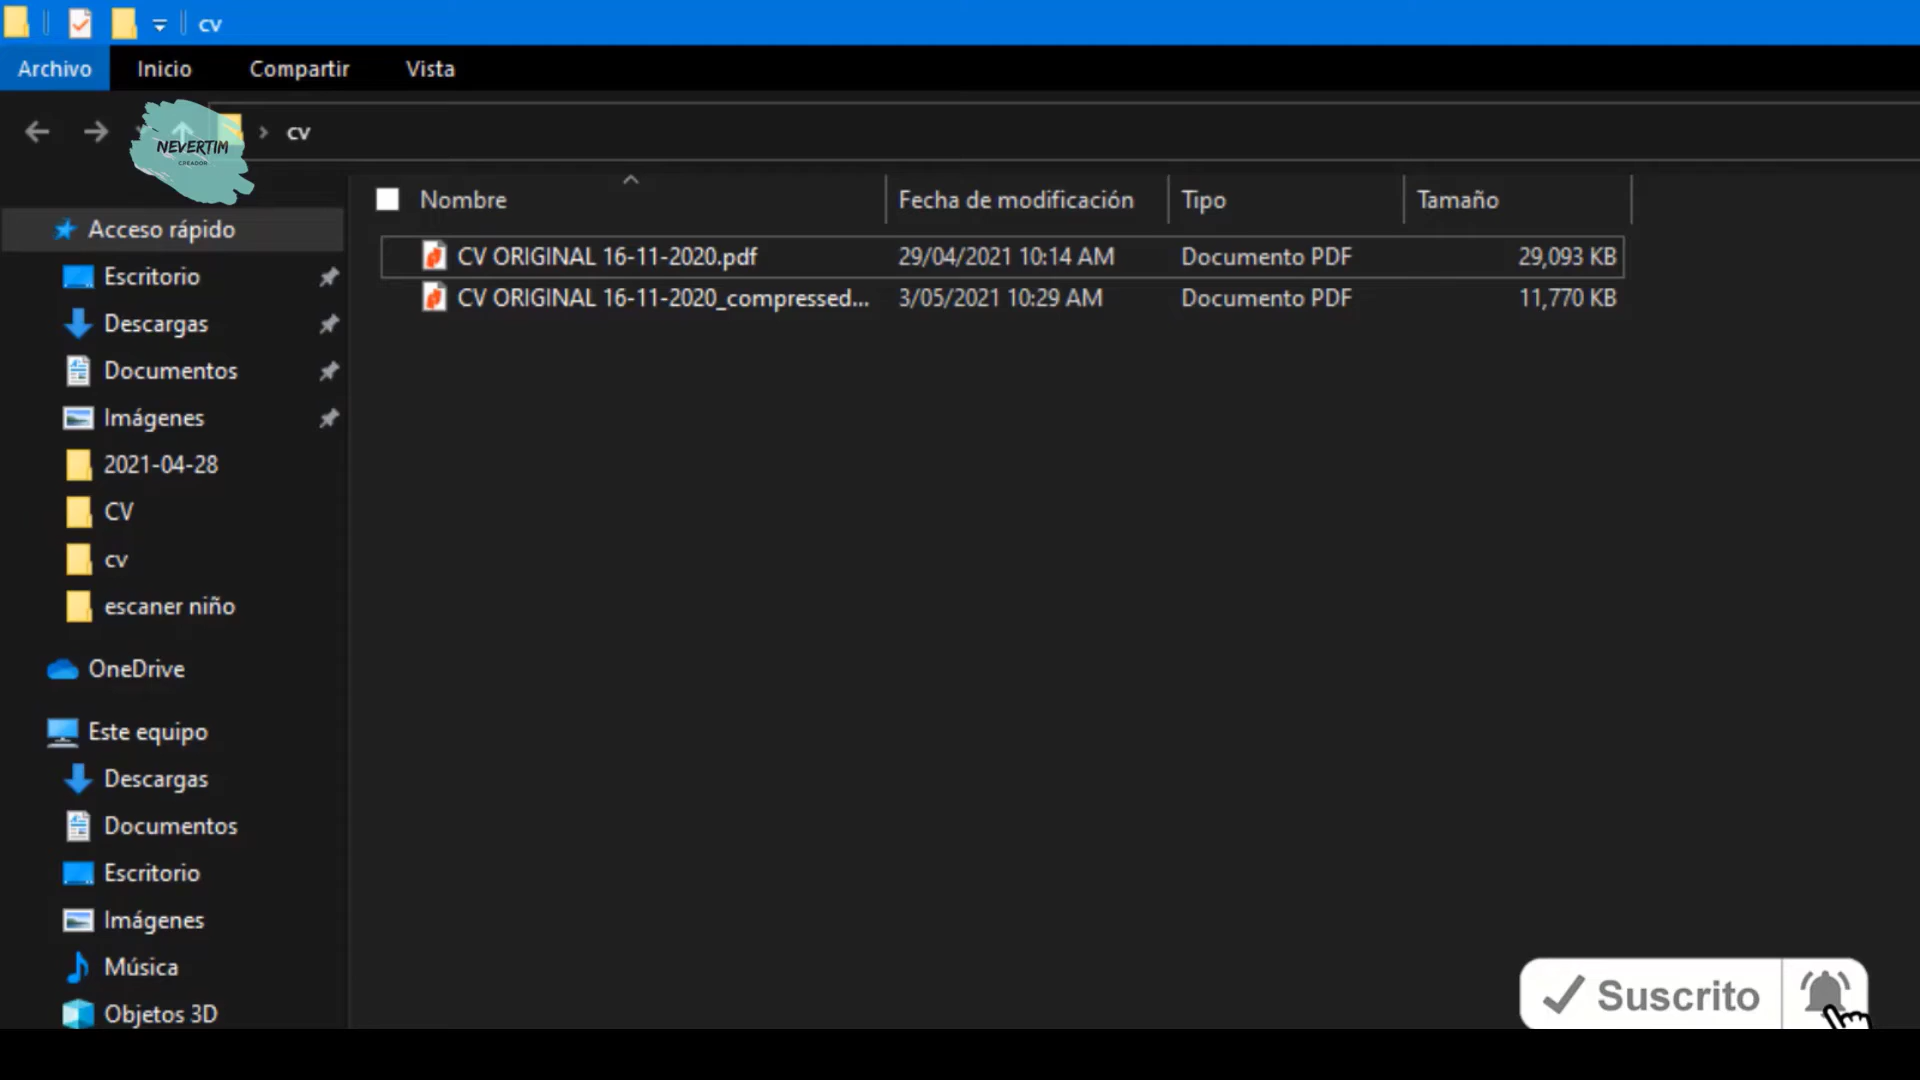 cv
Archivo Inicio Compartir Vista
cv
NEVERTIM
CREADOR
Nombre Fecha de modificación Tipo Tamaño
CV ORIGINAL 16-11-2020.pdf 29/04/2021 10:14 AM Documento PDF 29,093 KB
CV ORIGINAL 16-11-2020_compressed... 3/05/2021 10:29 AM Documento PDF 11,770 KB
Acceso rápido
Escritorio
Descargas
Documentos
Imágenes
2021-04-28
CV
cv
escaner niño
OneDrive
Este equipo
Descargas
Documentos
Escritorio
Imágenes
Música
Objetos 3D
Suscrito